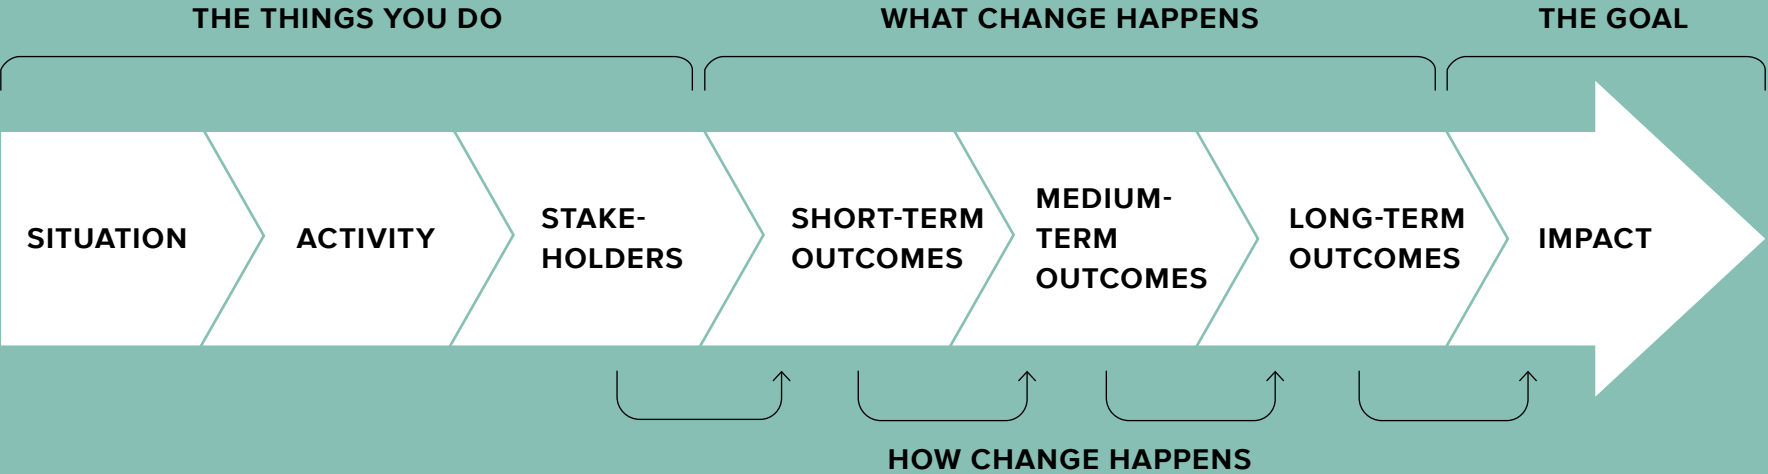 THE THINGS YOU DO
WHAT CHANGE HAPPENS
THE GOAL
SITUATION
ACTIVITY
STAKE-
HOLDERS
SHORT-TERM
OUTCOMES
MEDIUM-
TERM
OUTCOMES
LONG-TERM
OUTCOMES
IMPACT
HOW CHANGE HAPPENS